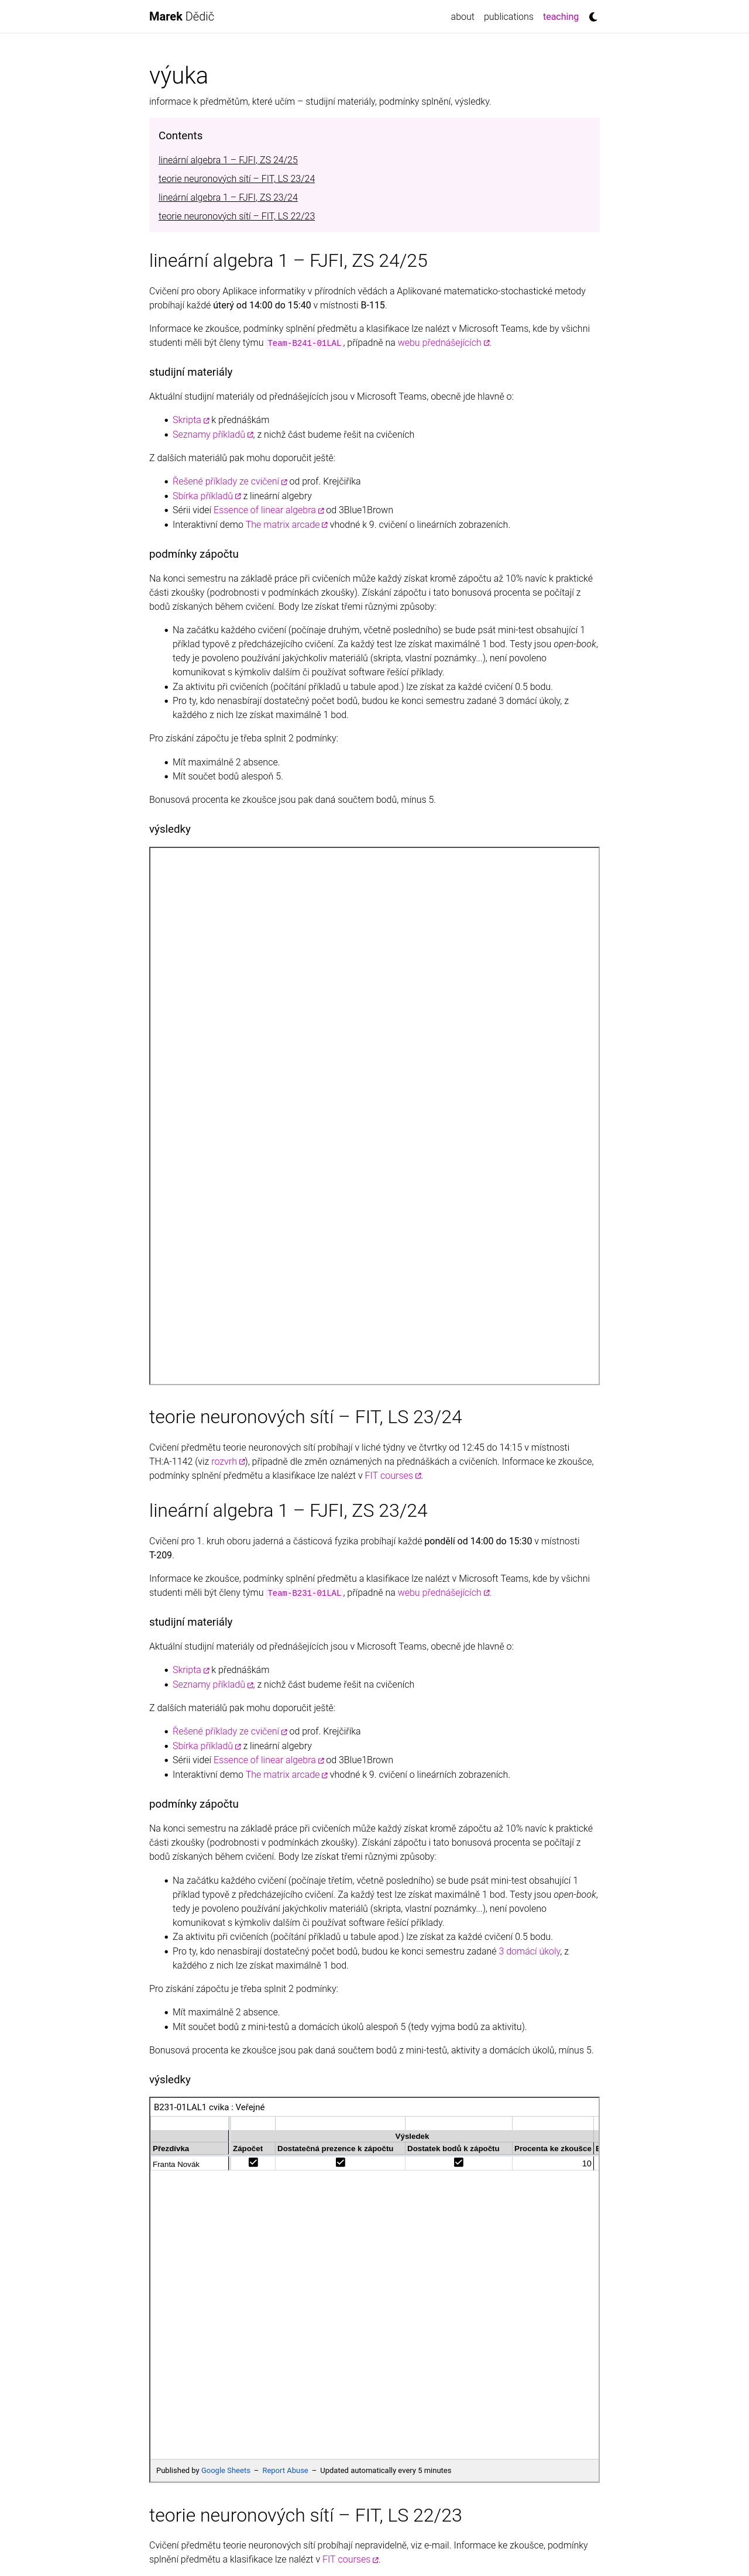 Marek Dědič
about publications teaching
výuka
informace k předmětům, které učím – studijní materiály, podmínky splnění, výsledky.
Contents
lineární algebra 1 – FJFI, ZS 24/25
teorie neuronových sítí – FIT, LS 23/24
lineární algebra 1 – FJFI, ZS 23/24
teorie neuronových sítí – FIT, LS 22/23
lineární algebra 1 – FJFI, ZS 24/25
Cvičení pro obory Aplikace informatiky v přírodních vědách a Aplikované matematicko-stochastické metody
probíhají každé úterý od 14:00 do 15:40 v místnosti B-115.
Informace ke zkoušce, podmínky splnění předmětu a klasifikace lze nalézt v Microsoft Teams, kde by všichni
studenti měli být členy týmu Team-B241-01LAL, případně na webu přednášejících.
studijní materiály
Aktuální studijní materiály od přednášejících jsou v Microsoft Teams, obecně jde hlavně o:
• Skripta k přednáškám
• Seznamy příkladů, z nichž část budeme řešit na cvičeních
Z dalších materiálů pak mohu doporučit ještě:
• Řešené příklady ze cvičení od prof. Krejčiříka
• Sbírka příkladů z lineární algebry
• Sérii videí Essence of linear algebra od 3Blue1Brown
• Interaktivní demo The matrix arcade vhodné k 9. cvičení o lineárních zobrazeních.
podmínky zápočtu
Na konci semestru na základě práce při cvičeních může každý získat kromě zápočtu až 10% navíc k praktické
části zkoušky (podrobnosti v podmínkách zkoušky). Získání zápočtu i tato bonusová procenta se počítají z
bodů získaných během cvičení. Body lze získat třemi různými způsoby:
• Na začátku každého cvičení (počínaje druhým, včetně posledního) se bude psát mini-test obsahující 1
příklad typově z předcházejícího cvičení. Za každý test lze získat maximálně 1 bod. Testy jsou open-book,
tedy je povoleno používání jakýchkoliv materiálů (skripta, vlastní poznámky...), není povoleno
komunikovat s kýmkoliv dalším či používat software řešící příklady.
• Za aktivitu při cvičeních (počítání příkladů u tabule apod.) lze získat za každé cvičení 0.5 bodu.
• Pro ty, kdo nenasbírají dostatečný počet bodů, budou ke konci semestru zadané 3 domácí úkoly, z
každého z nich lze získat maximálně 1 bod.
Pro získání zápočtu je třeba splnit 2 podmínky:
• Mít maximálně 2 absence.
• Mít součet bodů alespoň 5.
Bonusová procenta ke zkoušce jsou pak daná součtem bodů, mínus 5.
výsledky
teorie neuronových sítí – FIT, LS 23/24
Cvičení předmětu teorie neuronových sítí probíhají v liché týdny ve čtvrtky od 12:45 do 14:15 v místnosti
TH:A-1142 (viz rozvrh), případně dle změn oznámených na přednáškách a cvičeních. Informace ke zkoušce,
podmínky splnění předmětu a klasifikace lze nalézt v FIT courses.
lineární algebra 1 – FJFI, ZS 23/24
Cvičení pro 1. kruh oboru jaderná a částicová fyzika probíhají každé pondělí od 14:00 do 15:30 v místnosti
T-209.
Informace ke zkoušce, podmínky splnění předmětu a klasifikace lze nalézt v Microsoft Teams, kde by všichni
studenti měli být členy týmu Team-B231-01LAL, případně na webu přednášejících.
studijní materiály
Aktuální studijní materiály od přednášejících jsou v Microsoft Teams, obecně jde hlavně o:
• Skripta k přednáškám
• Seznamy příkladů, z nichž část budeme řešit na cvičeních
Z dalších materiálů pak mohu doporučit ještě:
• Řešené příklady ze cvičení od prof. Krejčiříka
• Sbírka příkladů z lineární algebry
• Sérii videí Essence of linear algebra od 3Blue1Brown
• Interaktivní demo The matrix arcade vhodné k 9. cvičení o lineárních zobrazeních.
podmínky zápočtu
Na konci semestru na základě práce při cvičeních může každý získat kromě zápočtu až 10% navíc k praktické
části zkoušky (podrobnosti v podmínkách zkoušky). Získání zápočtu i tato bonusová procenta se počítají z
bodů získaných během cvičení. Body lze získat třemi různými způsoby:
• Na začátku každého cvičení (počínaje třetím, včetně posledního) se bude psát mini-test obsahující 1
příklad typově z předcházejícího cvičení. Za každý test lze získat maximálně 1 bod. Testy jsou open-book,
tedy je povoleno používání jakýchkoliv materiálů (skripta, vlastní poznámky...), není povoleno
komunikovat s kýmkoliv dalším či používat software řešící příklady.
• Za aktivitu při cvičeních (počítání příkladů u tabule apod.) lze získat za každé cvičení 0.5 bodu.
• Pro ty, kdo nenasbírají dostatečný počet bodů, budou ke konci semestru zadané 3 domácí úkoly, z
každého z nich lze získat maximálně 1 bod.
Pro získání zápočtu je třeba splnit 2 podmínky:
• Mít maximálně 2 absence.
• Mít součet bodů z mini-testů a domácích úkolů alespoň 5 (tedy vyjma bodů za aktivitu).
Bonusová procenta ke zkoušce jsou pak daná součtem bodů z mini-testů, aktivity a domácích úkolů, mínus 5.
výsledky
B231-01LAL1 cvika : Veřejné
Výsledek
Přezdívka Zápočet Dostatečná prezence k zápočtu Dostatek bodů k zápočtu Procenta ke zkoušce
Franta Novák 10
Published by Google Sheets – Report Abuse – Updated automatically every 5 minutes
teorie neuronových sítí – FIT, LS 22/23
Cvičení předmětu teorie neuronových sítí probíhají nepravidelně, viz e-mail. Informace ke zkoušce, podmínky
splnění předmětu a klasifikace lze nalézt v FIT courses.